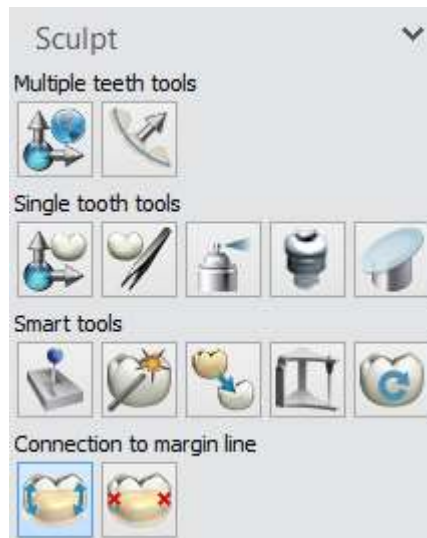 Sculpt
Multiple teeth tools
Single tooth tools
Smart tools
Connection to margin line